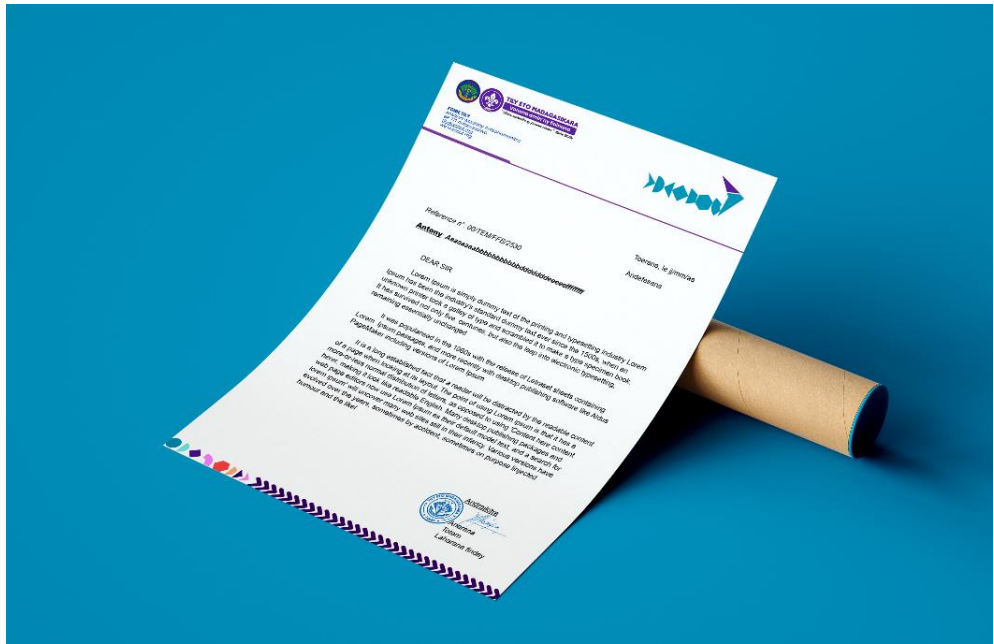 TILY ETO MADAGASIKARA
Vonona andry ny Fanilona
FOIBE TILY
Reference n°: 00/TEM/FFB/2530
Antony
Toerana, le jj/mm/aa
Andefasana
DEAR SIR
Lorem Ipsum is simply dummy text of the printing and typesetting industry Lorem
Ipsum has been the industry's standard dummy text ever since the 1500s, when an
unknown printer took a galley of type and scrambled it to make a type specimen book.
It has survived not only five centuries, but also the leap into electronic typesetting,
remaining essentially unchanged.
It was popularised in the 1960s with the release of Letraset sheets containing
Lorem Ipsum passages, and more recently with desktop publishing software like Aldus
PageMaker including versions of Lorem Ipsum
It is a long established fact that a reader will be distracted by the readable content
of a page when looking at its layout. The point of using Lorem Ipsum is that it has a
more-or-less normal distribution of letters, as opposed to using 'Content here content
here', making it look like readable English. Many desktop publishing packages and
web page editors now use Lorem Ipsum as their default model text, and a search for
'lorem ipsum' will uncover many web sites still in their infancy. Various versions have
evolved over the years, sometimes by accident, sometimes on purpose (injected
humour and the like)
Anarana
Totam
Laharana findey